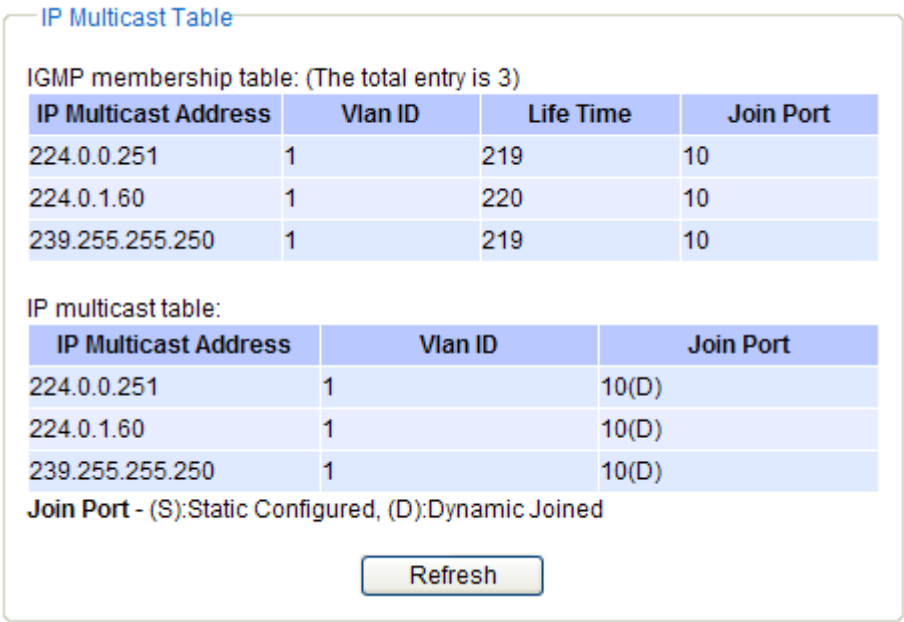 IP Multicast Table
IGMP membership table: (The total entry is 3)
IP Multicast Address Vlan ID Life Time Join Port
224.0.0.251 1 219 10
224.0.1.60 1 220 10
239.255.255.250 1 219 10
IP multicast table:
IP Multicast Address Vlan ID Join Port
224.0.0.251 1 10(D)
224.0.1.60 1 10(D)
239.255.255.250 1 10(D)
Join Port - (S):Static Configured, (D):Dynamic Joined
Refresh